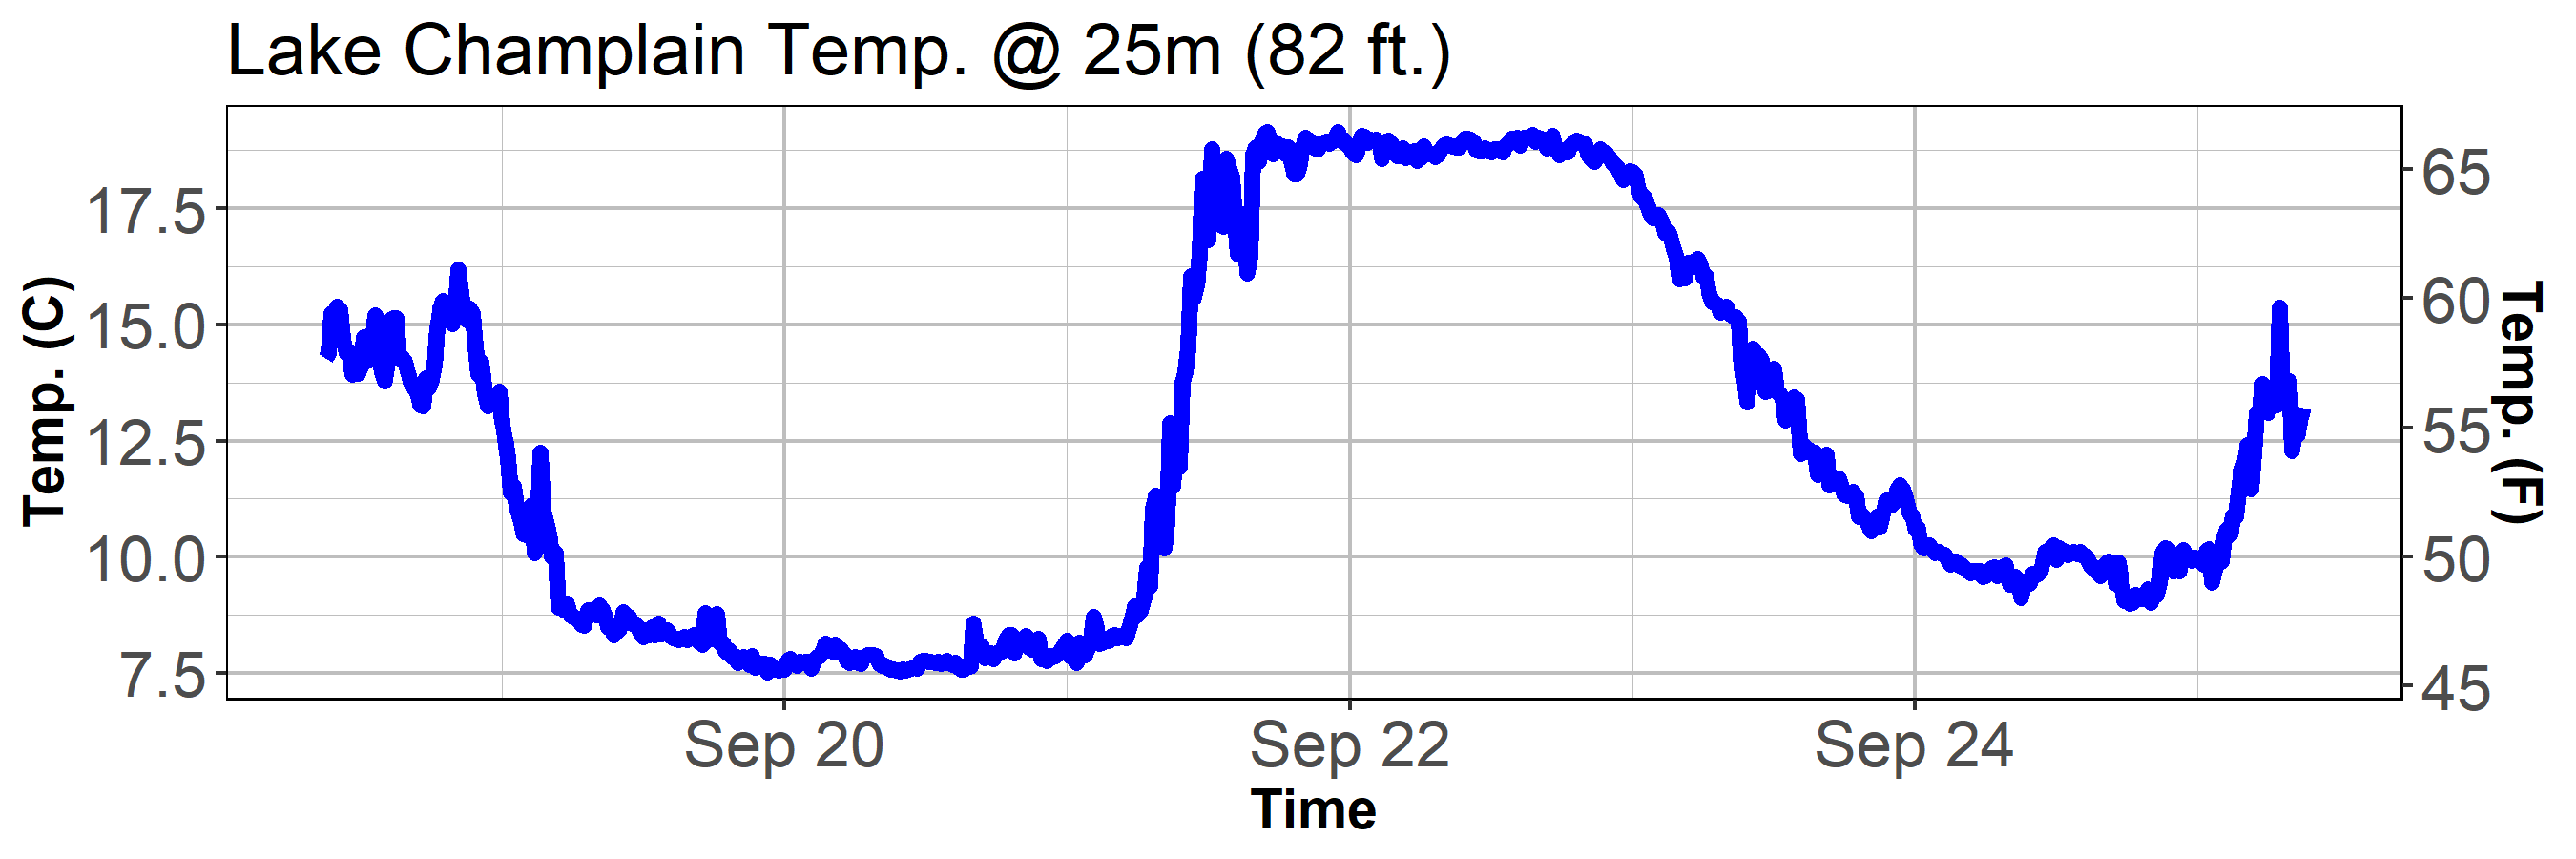 Lake Champlain Temp. @ 25m (82 ft.)
Temp. (C)
17.5
15.0
12.5
10.0
7.5
65
60
55
50
45
Temp. (F)
Sep 20 Sep 22 Sep 24
Time